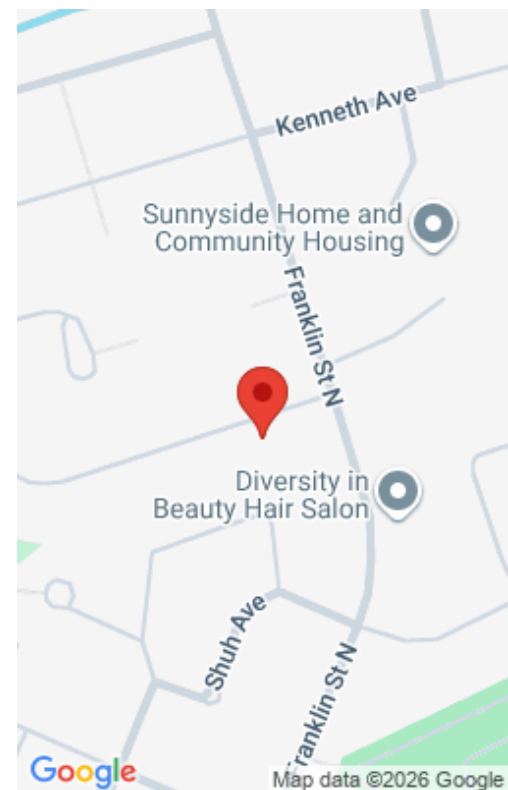 Kenneth Ave
Sunnyside Home and
Community Housing
Franklin St N
Diversity in
Beauty Hair Salon
Shuh Ave
Franklin St N
Google
Map data ©2026 Google